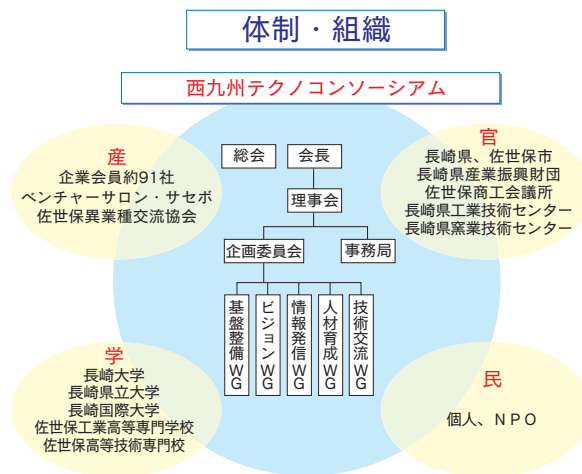 体制・組織
西九州テクノコンソーシアム
産
企業会員約91社
ベンチャーサロン・サセボ
佐世保異業種交流協会
官
長崎県、佐世保市
長崎県産業振興財団
佐世保商工会議所
長崎県工業技術センター
長崎県窯業技術センター
総会
会長
理事会
企画委員会
事務局
基盤整備WG
ビジョンWG
情報発信WG
人材育成WG
技術交流WG
学
長崎大学
長崎県立大学
長崎国際大学
佐世保工業高等専門学校
佐世保高等技術専門校
民
個人、NPO